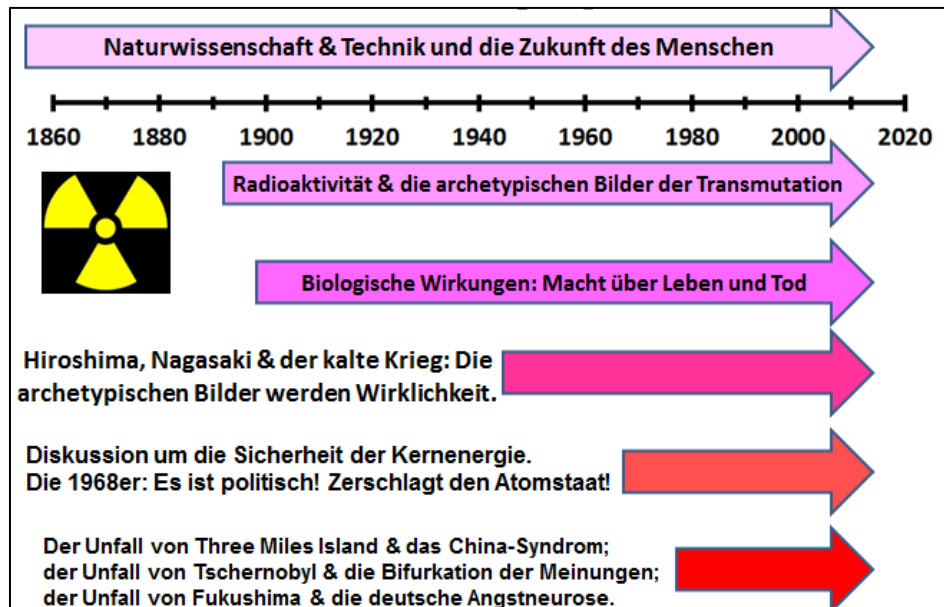 Naturwissenschaft & Technik und die Zukunft des Menschen
1860 1880 1900 1920 1940 1960 1980 2000 2020
Radioaktivität & die archetypischen Bilder der Transmutation
Biologische Wirkungen: Macht über Leben und Tod
Hiroshima, Nagasaki & der kalte Krieg: Die
archetypischen Bilder werden Wirklichkeit.
Diskussion um die Sicherheit der Kernenergie.
Die 1968er: Es ist politisch! Zerschlagt den Atomstaat!
Der Unfall von Three Miles Island & das China-Syndrom;
der Unfall von Tschernobyl & die Bifurkation der Meinungen;
der Unfall von Fukushima & die deutsche Angstneurose.